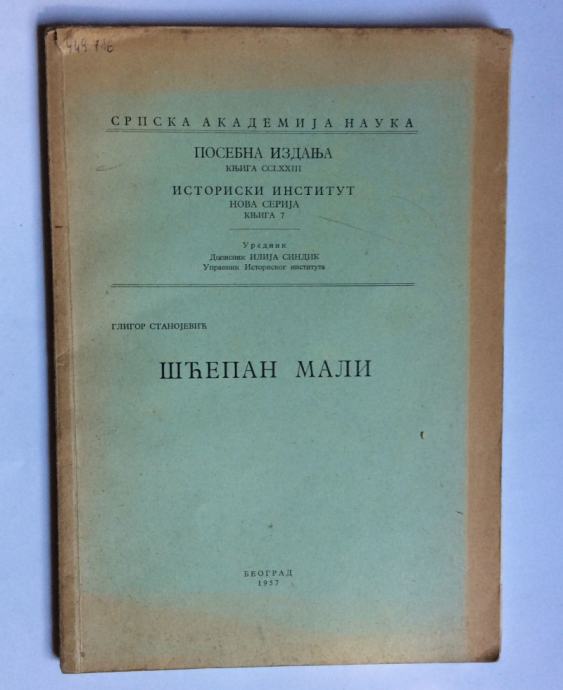 СРПСКА АКАДЕМИЈА НАУКА
ПОСЕБНА ИЗДАЊА
КЊИГА CCLXXIII
ИСТОРИСКИ ИНСТИТУТ
НОВА СЕРИЈА
КЊИГА 7
Уредник
Дописник ИЛИЈА СИНДИК
Управник Историског института
ГЛИГОР СТАНОЈЕВИЋ
ШЋЕПАН МАЛИ
БЕОГРАД
1957